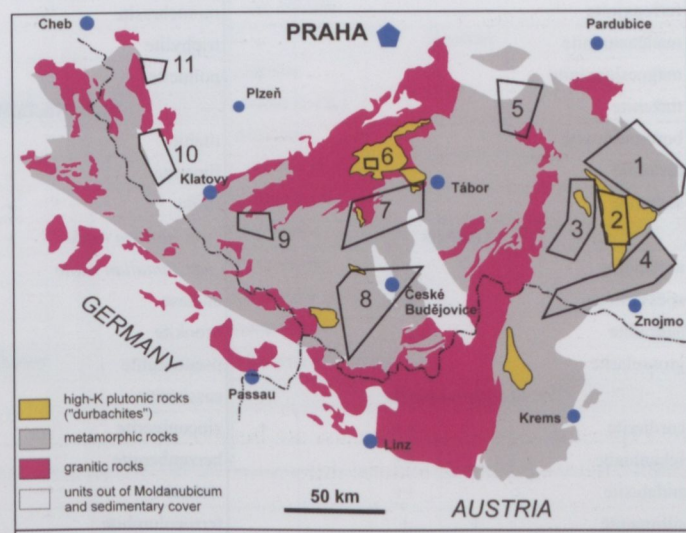 Cheb
PRAHA
Pardubice
11
Plzeň
5
10
6
1
Klatovy
Tábor
2
7
3
9
4
8
České
Budějovice
Znojmo
GERMANY
Passau
Krems
Linz
high-K plutonic rocks
("durbachites")
metamorphic rocks
granitic rocks
units out of Moldanubicum
and sedimentary cover
50 km
AUSTRIA